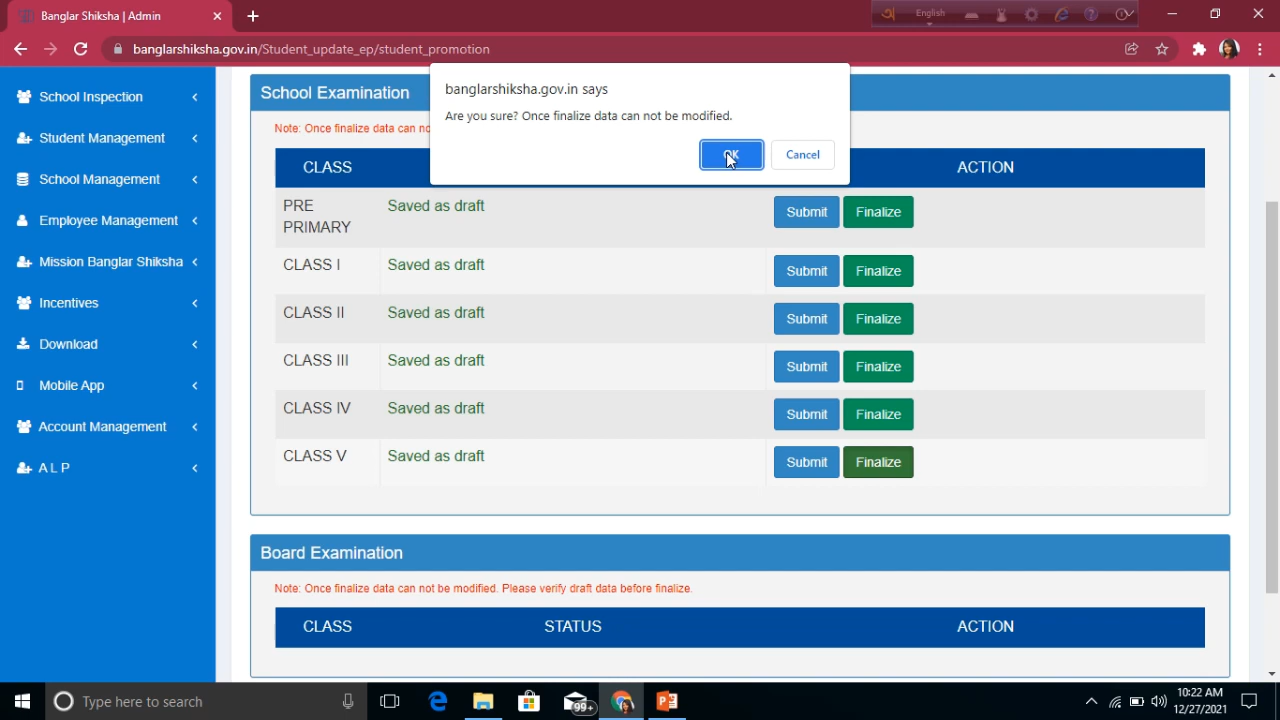 Banglar Shiksha | Admin
English
banglarshiksha.gov.in/Student_update_ep/student_promotion
banglarshiksha.gov.in says
Are you sure? Once finalize data can not be modified.
OK
Cancel
School Inspection
Student Management
School Management
Employee Management
Mission Banglar Shiksha
Incentives
Download
Mobile App
Account Management
A L P
School Examination
Note: Once finalize data can no
CLASS
ACTION
PRE PRIMARY
Saved as draft
Submit
Finalize
CLASS I
Saved as draft
Submit
Finalize
CLASS II
Saved as draft
Submit
Finalize
CLASS III
Saved as draft
Submit
Finalize
CLASS IV
Saved as draft
Submit
Finalize
CLASS V
Saved as draft
Submit
Finalize
Board Examination
Note: Once finalize data can not be modified. Please verify draft data before finalize.
CLASS
STATUS
ACTION
Type here to search
99+
10:22 AM
12/27/2021